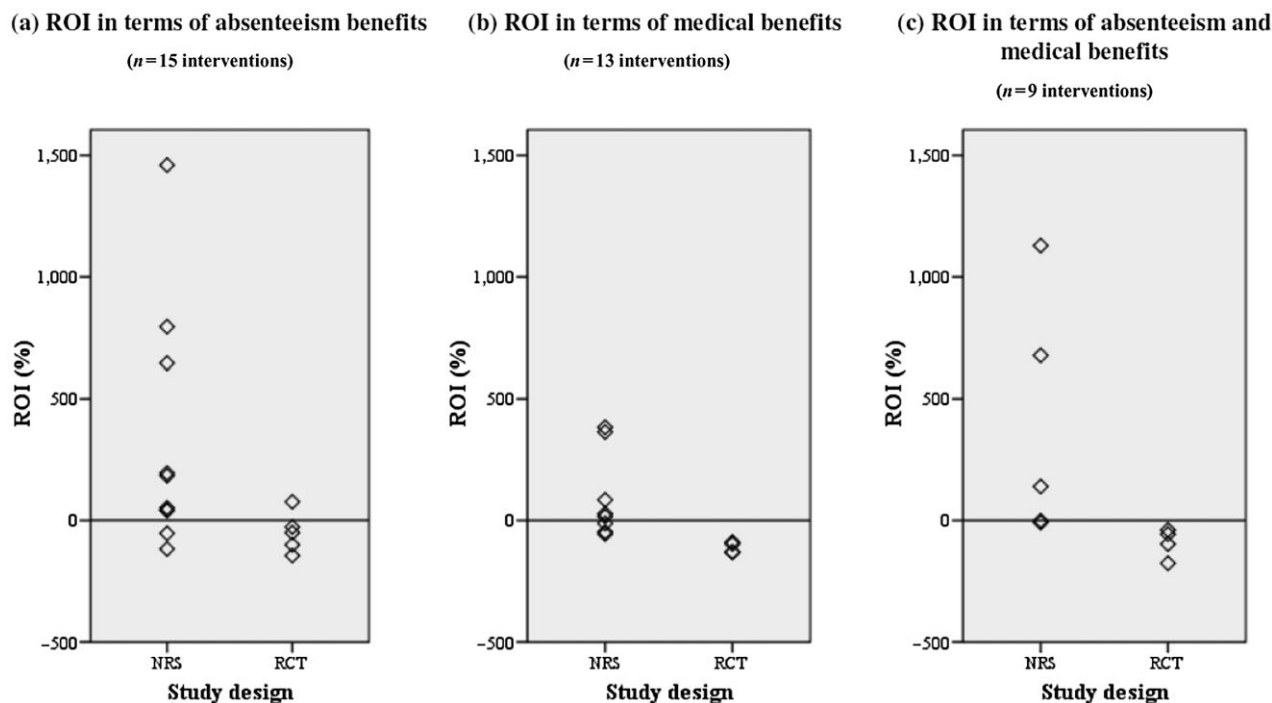 (a) ROI in terms of absenteeism benefits
(n=15 interventions)
1,500
1,000
500
0
−500
ROI (%)
NRS
RCT
Study design
(b) ROI in terms of medical benefits
(n=13 interventions)
1,500
1,000
500
0
−500
ROI (%)
NRS
RCT
Study design
(c) ROI in terms of absenteeism and
medical benefits
(n=9 interventions)
1,500
1,000
500
0
−500
ROI (%)
NRS
RCT
Study design